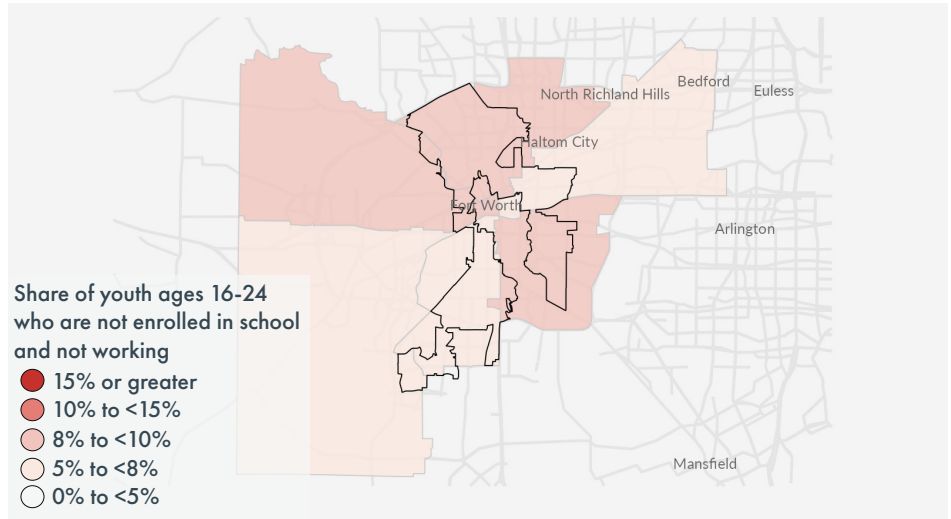 Bedford
North Richland Hills
Euless
Haltom City
Fort Worth
Arlington
Share of youth ages 16-24
who are not enrolled in school
and not working
15% or greater
10% to <15%
8% to <10%
5% to <8%
0% to <5%
Mansfield